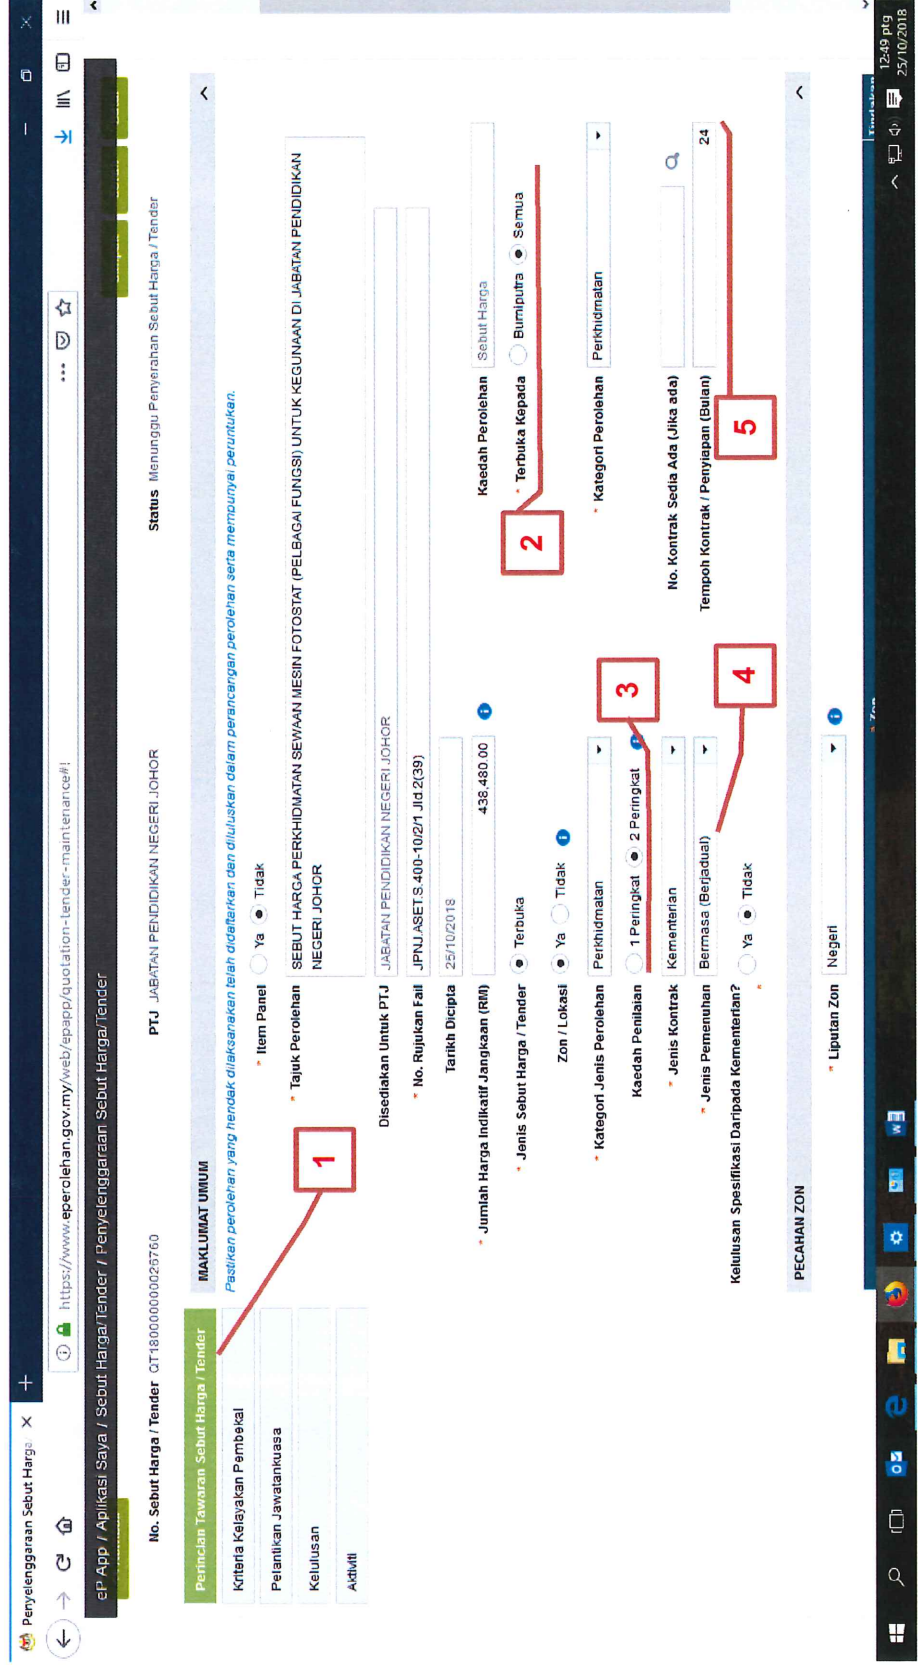 Penyelenggaraan Sebut Harga
https://www.eperolehan.gov.my/web/epapp/quotation-tender-maintenance#!
eP App / Aplikasi Saya / Sebut Harga/Tender / Penyelenggaraan Sebut Harga/Tender
No. Sebut Harga / Tender QT180000000026760
PTJ JABATAN PENDIDIKAN NEGERI JOHOR
Status Menunggu Penyerahan Sebut Harga / Tender
Perincian Tawaran Sebut Harga / Tender
Kriteria Kelayakan Pembekal
Pelantikan Jawatankuasa
Kelulusan
Aktiviti
MAKLUMAT UMUM
Pastikan perolehan yang hendak dilaksanakan telah didaftarkan dan diluluskan dalam perancangan perolehan serta mempunyai peruntukan.
* Item Panel Ya Tidak
* Tajuk Perolehan SEBUT HARGA PERKHIDMATAN SEWAAN MESIN FOTOSTAT (PELBAGAI FUNGSI) UNTUK KEGUNAAN DI JABATAN PENDIDIKAN
NEGERI JOHOR
1
Disediakan Untuk PTJ JABATAN PENDIDIKAN NEGERI JOHOR
* No. Rujukan Fail JPNJ.ASET.S.400-10/2/1 Jld.2(39)
Tarikh Dicipta 25/10/2018
* Jumlah Harga Indikatif Jangkaan (RM) 438,480.00
Kaedah Perolehan Sebut Harga
* Jenis Sebut Harga / Tender Terbuka
* Terbuka Kepada Bumiputra Semua
2
Zon / Lokasi Ya Tidak
* Kategori Jenis Perolehan Perkhidmatan
* Kategori Perolehan Perkhidmatan
Kaedah Penilaian 1 Peringkat 2 Peringkat
3
* Jenis Kontrak Kementerian
No. Kontrak Sedia Ada (Jika ada)
* Jenis Pemenuhan Bermasa (Berjadual)
Tempoh Kontrak / Penyiapan (Bulan) 24
Kelulusan Spesifikasi Daripada Kementerian? Ya Tidak
*
4
5
PECAHAN ZON
* Liputan Zon Negeri
* Zon
Tindakan
12:49 ptg
25/10/2018